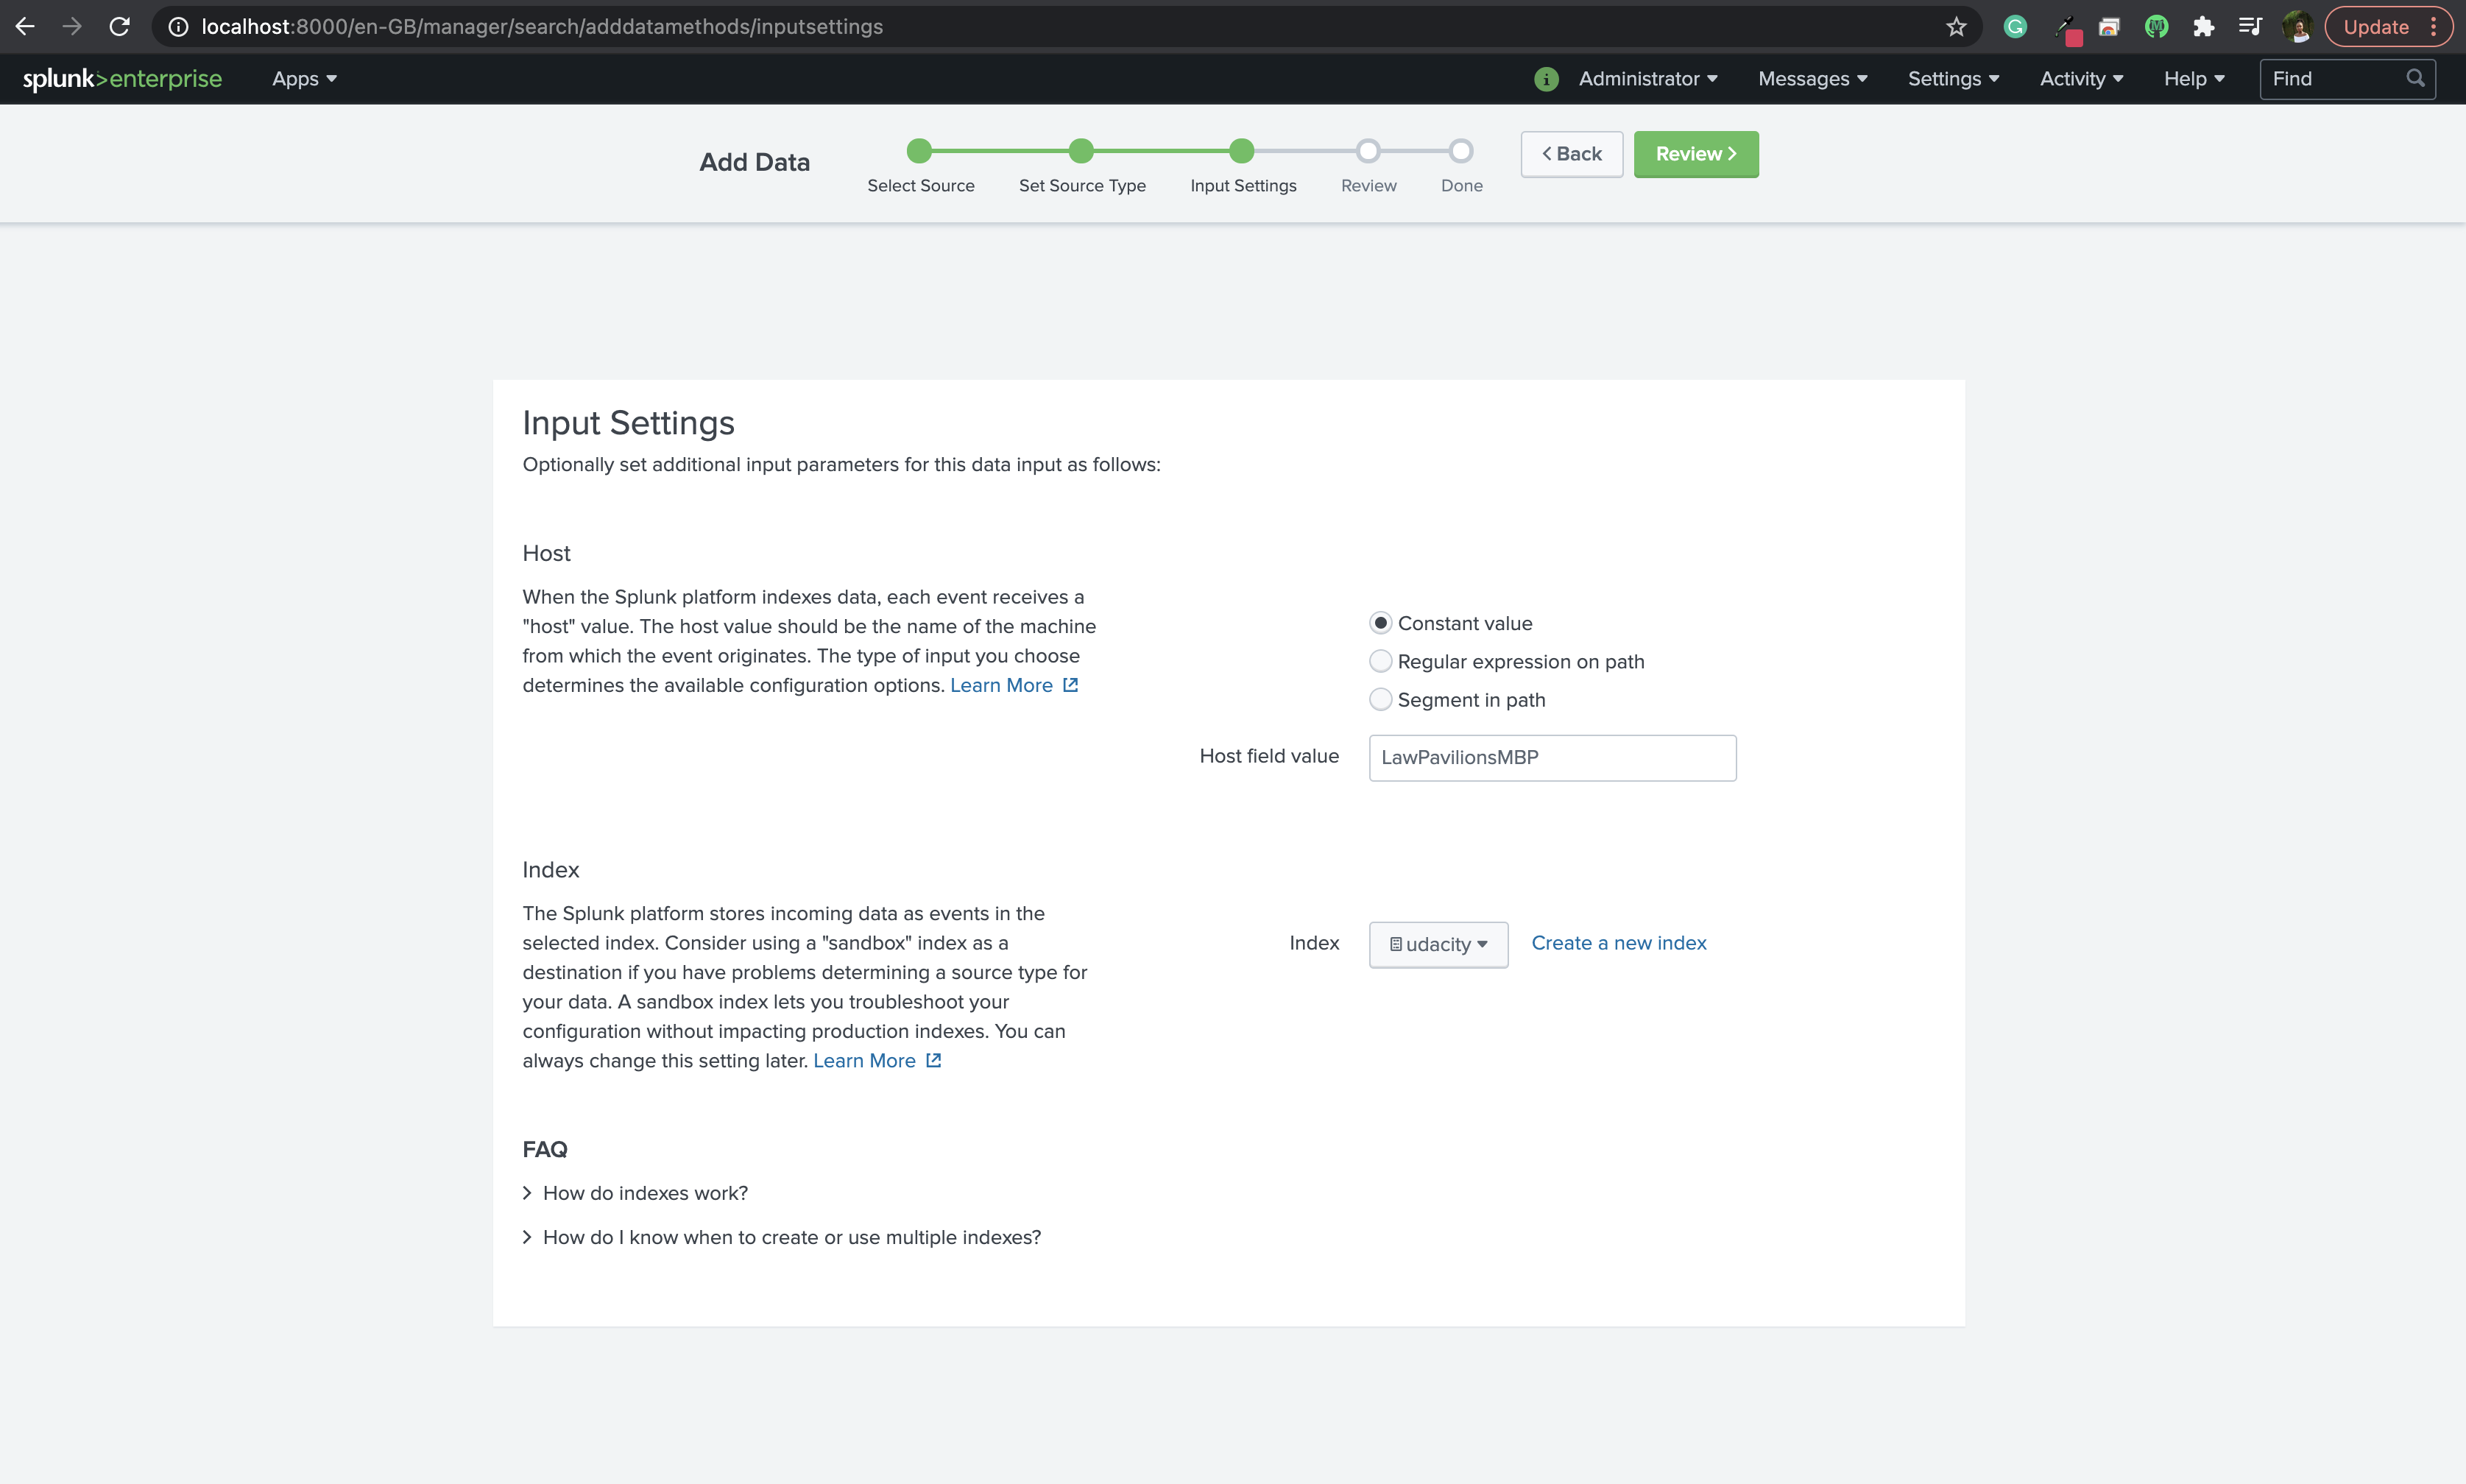 localhost:8000/en-GB/manager/search/adddatamethods/inputsettings
Update
splunk>enterprise
Apps
Administrator
Messages
Settings
Activity
Help
Find
Add Data
Select Source
Set Source Type
Input Settings
Review
Done
Back
Review
Input Settings
Optionally set additional input parameters for this data input as follows:
Host
When the Splunk platform indexes data, each event receives a
"host" value. The host value should be the name of the machine
from which the event originates. The type of input you choose
determines the available configuration options. Learn More
Constant value
Regular expression on path
Segment in path
Host field value
LawPavilionsMBP
Index
The Splunk platform stores incoming data as events in the
selected index. Consider using a "sandbox" index as a
destination if you have problems determining a source type for
your data. A sandbox index lets you troubleshoot your
configuration without impacting production indexes. You can
always change this setting later. Learn More
Index
udacity
Create a new index
FAQ
How do indexes work?
How do I know when to create or use multiple indexes?